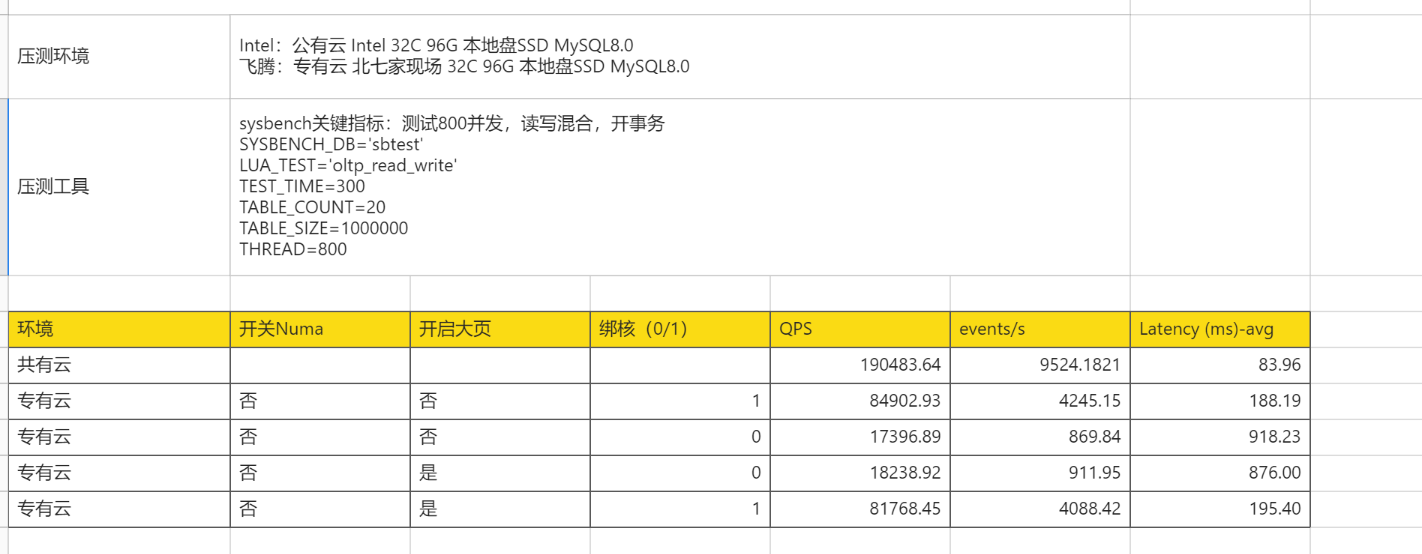 压测环境
Intel：公有云 Intel 32C 96G 本地盘SSD MySQL8.0
飞腾：专有云 北七家现场 32C 96G 本地盘SSD MySQL8.0
压测工具
sysbench关键指标：测试800并发，读写混合，开事务
SYSBENCH_DB='sbtest'
LUA_TEST='oltp_read_write'
TEST_TIME=300
TABLE_COUNT=20
TABLE_SIZE=1000000
THREAD=800
环境 开关Numa 开启大页 绑核（0/1） QPS events/s Latency (ms)-avg
共有云 190483.64 9524.1821 83.96
专有云 否 否 1 84902.93 4245.15 188.19
专有云 否 否 0 17396.89 869.84 918.23
专有云 否 是 0 18238.92 911.95 876.00
专有云 否 是 1 81768.45 4088.42 195.40